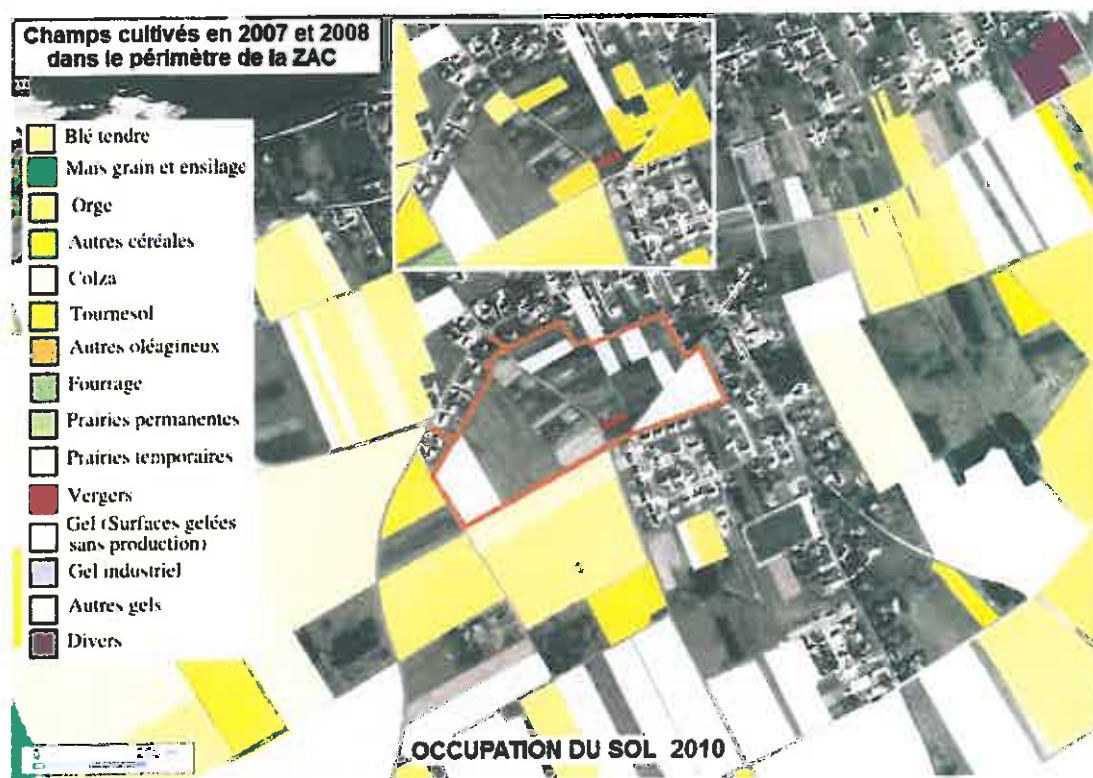 Champs cultivés en 2007 et 2008
dans le périmètre de la ZAC
Blé tendre
Maïs grain et ensilage
Orge
Autres céréales
Colza
Tournesol
Autres oléagineux
Fourrage
Prairies permanentes
Prairies temporaires
Vergers
Gel (Surfaces gelées
sans production)
Gel industriel
Autres gels
Divers
OCCUPATION DU SOL 2010